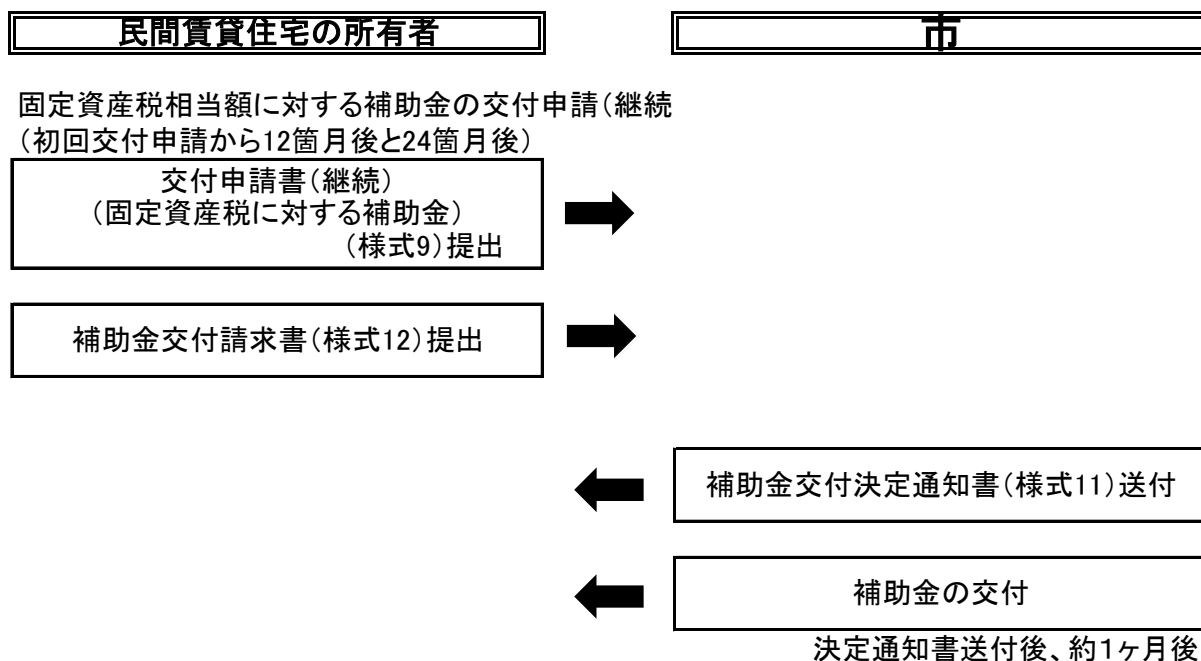 民間賃貸住宅の所有者
市
固定資産税相当額に対する補助金の交付申請(継続
(初回交付申請から12箇月後と24箇月後)
交付申請書(継続)
(固定資産税に対する補助金)
(様式9)提出
補助金交付請求書(様式12)提出
補助金交付決定通知書(様式11)送付
補助金の交付
決定通知書送付後、約1ヶ月後